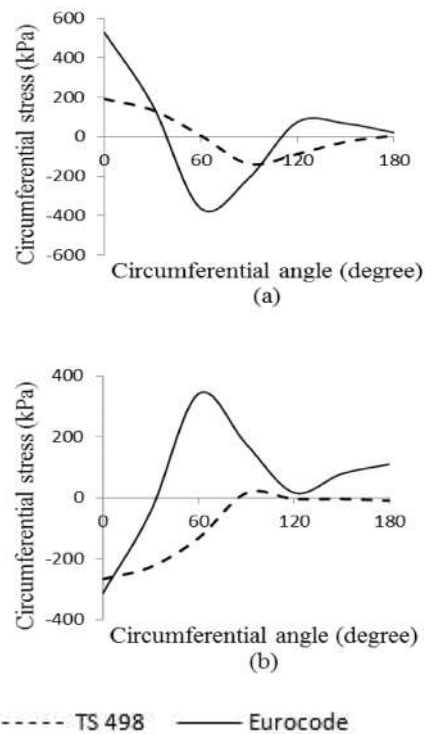 Circumferential stress (kPa)
600
400
200
0
-200
-400
-600
0 60 120 180
Circumferential angle (degree)
(a)
Circumferential stress (kPa)
400
200
0
-200
-400
0 60 120 180
Circumferential angle (degree)
(b)
TS 498 Eurocode